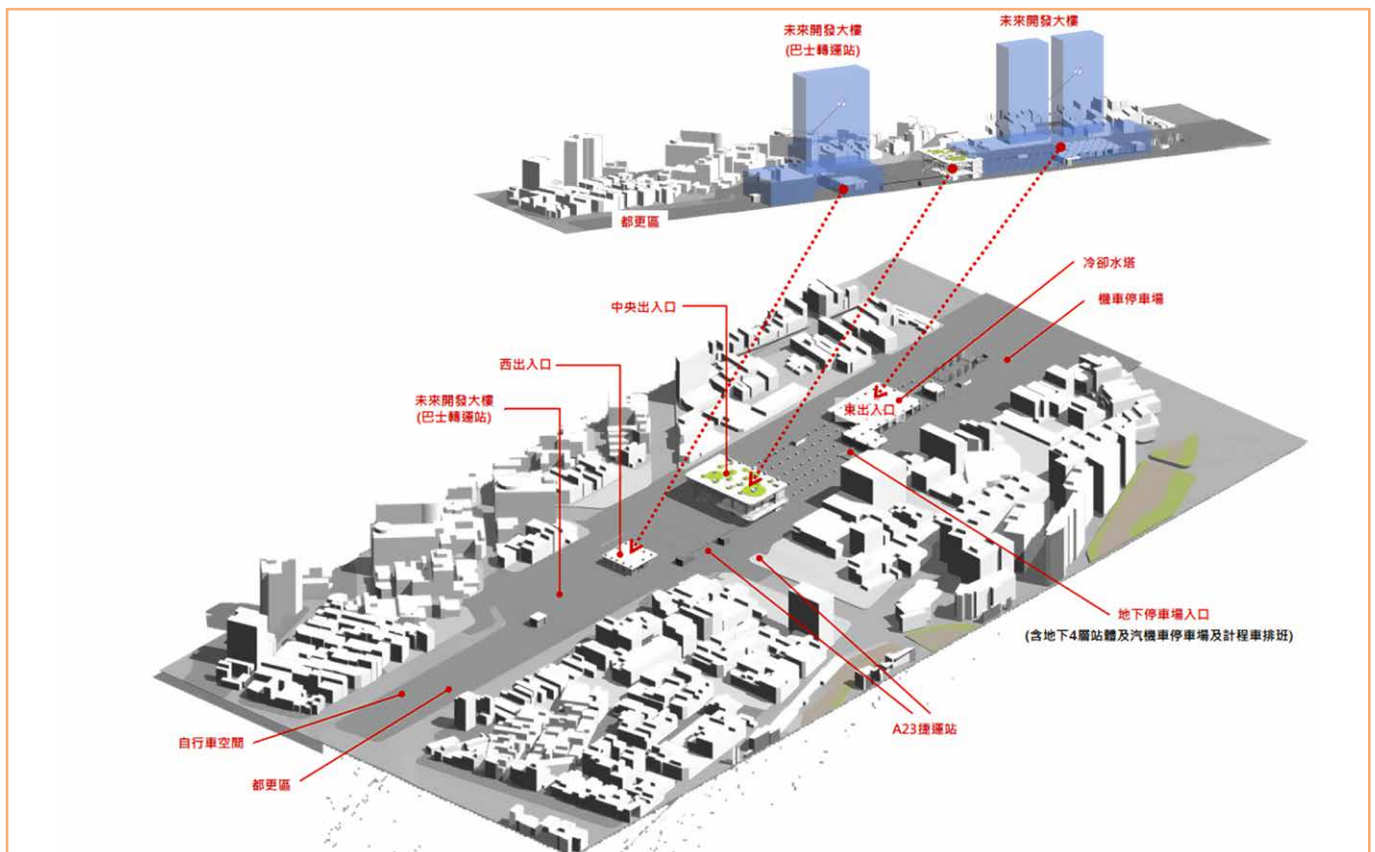 未來開發大樓
(巴士轉運站)
未來開發大樓
都更區
冷卻水塔
機車停車場
中央出入口
西出入口
未來開發大樓
(巴士轉運站)
東出入口
地下停車場入口
(含地下4層站體及汽機車停車場及計程車排班)
A23捷運站
自行車空間
都更區